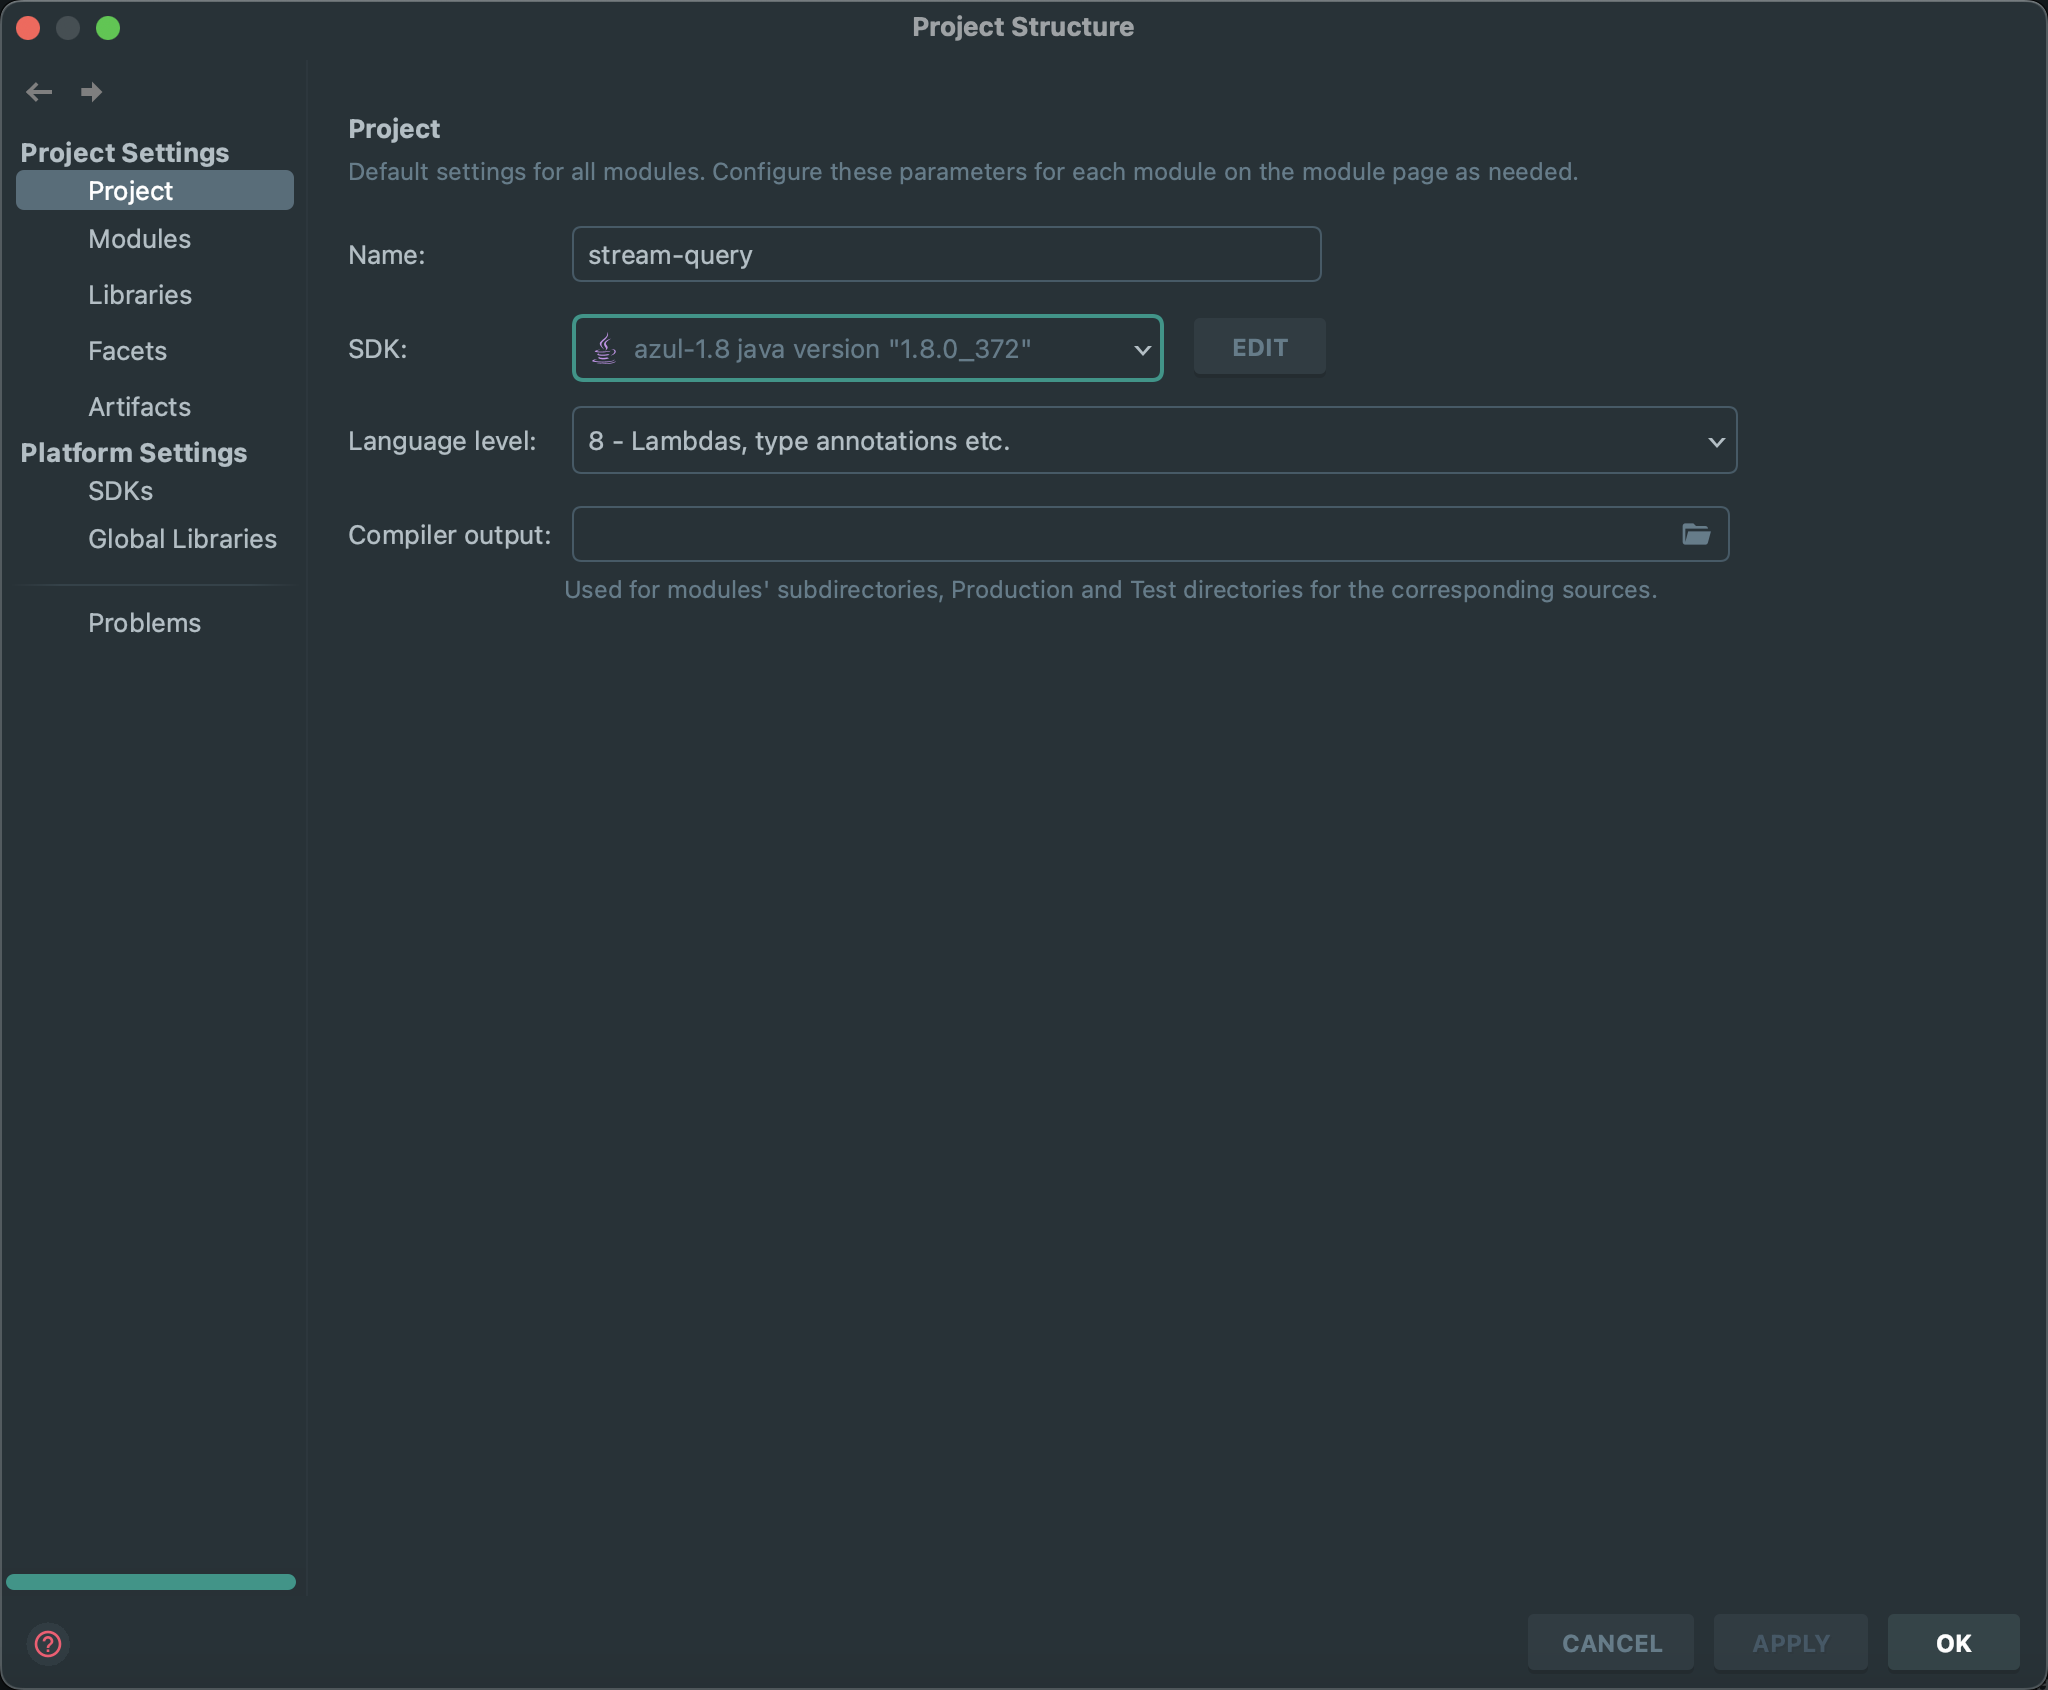 Project Structure
Project Settings
Project
Modules
Libraries
Facets
Artifacts
Platform Settings
SDKs
Global Libraries
Problems
Project
Default settings for all modules. Configure these parameters for each module on the module page as needed.
Name: stream-query
SDK: azul-1.8 java version "1.8.0_372" EDIT
Language level: 8 - Lambdas, type annotations etc.
Compiler output:
Used for modules' subdirectories, Production and Test directories for the corresponding sources.
? CANCEL APPLY OK